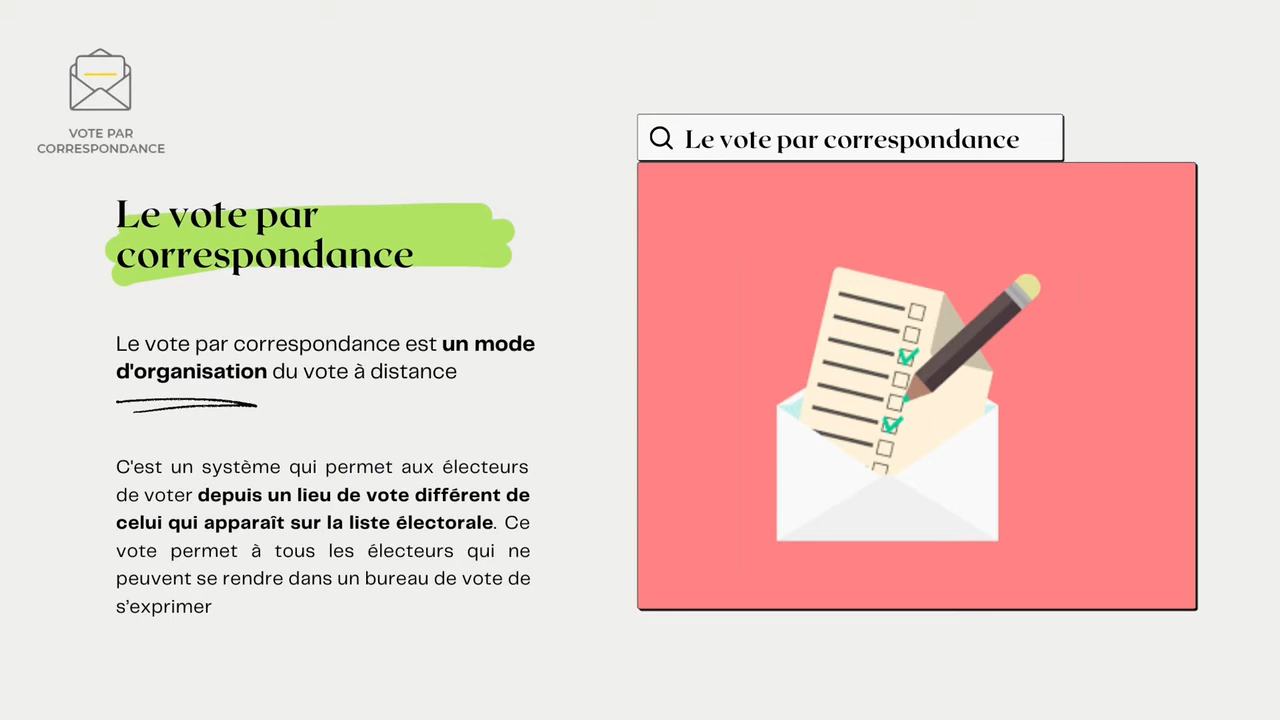 VOTE PAR
CORRESPONDANCE
Le vote par
correspondance
Le vote par correspondance est un mode
d'organisation du vote à distance
C'est un système qui permet aux électeurs
de voter depuis un lieu de vote différent de
celui qui apparaît sur la liste électorale. Ce
vote permet à tous les électeurs qui ne
peuvent se rendre dans un bureau de vote de
s'exprimer
Le vote par correspondance